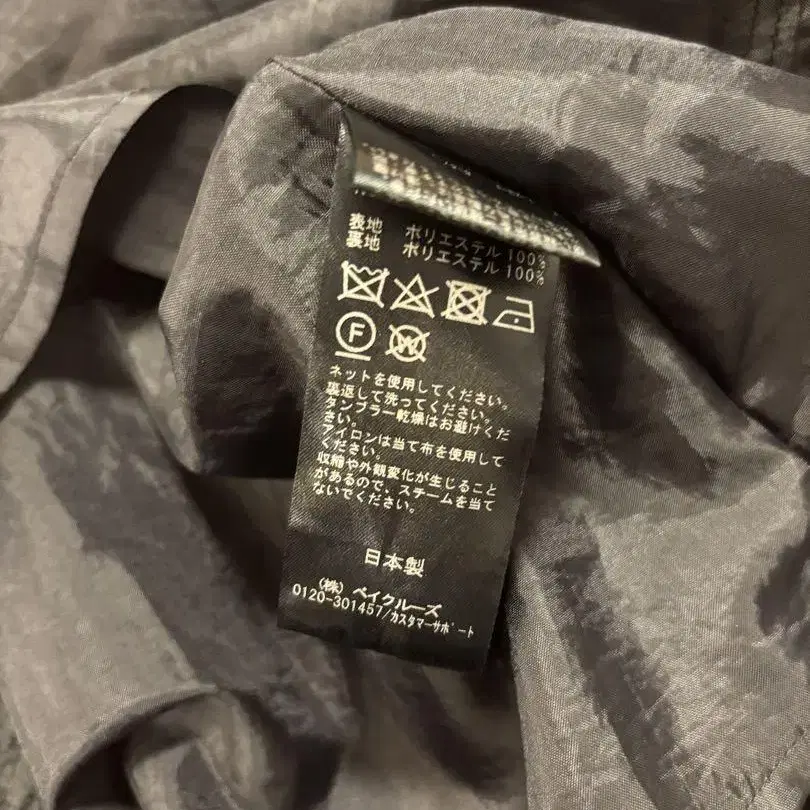 表地 ポリエステル 100%
裏地 ポリエステル 100%
F
W
ネットを使用してください。
裏返して洗ってください。
タンブラー乾燥はお避けくだ
さい。
アイロンは当て布を使用して
ください。
収縮や外観変化が生じること
があるので、スチームを当て
ないでください。
日本製
(株) ベイクルーズ
0120-301457/カスタマーサポート